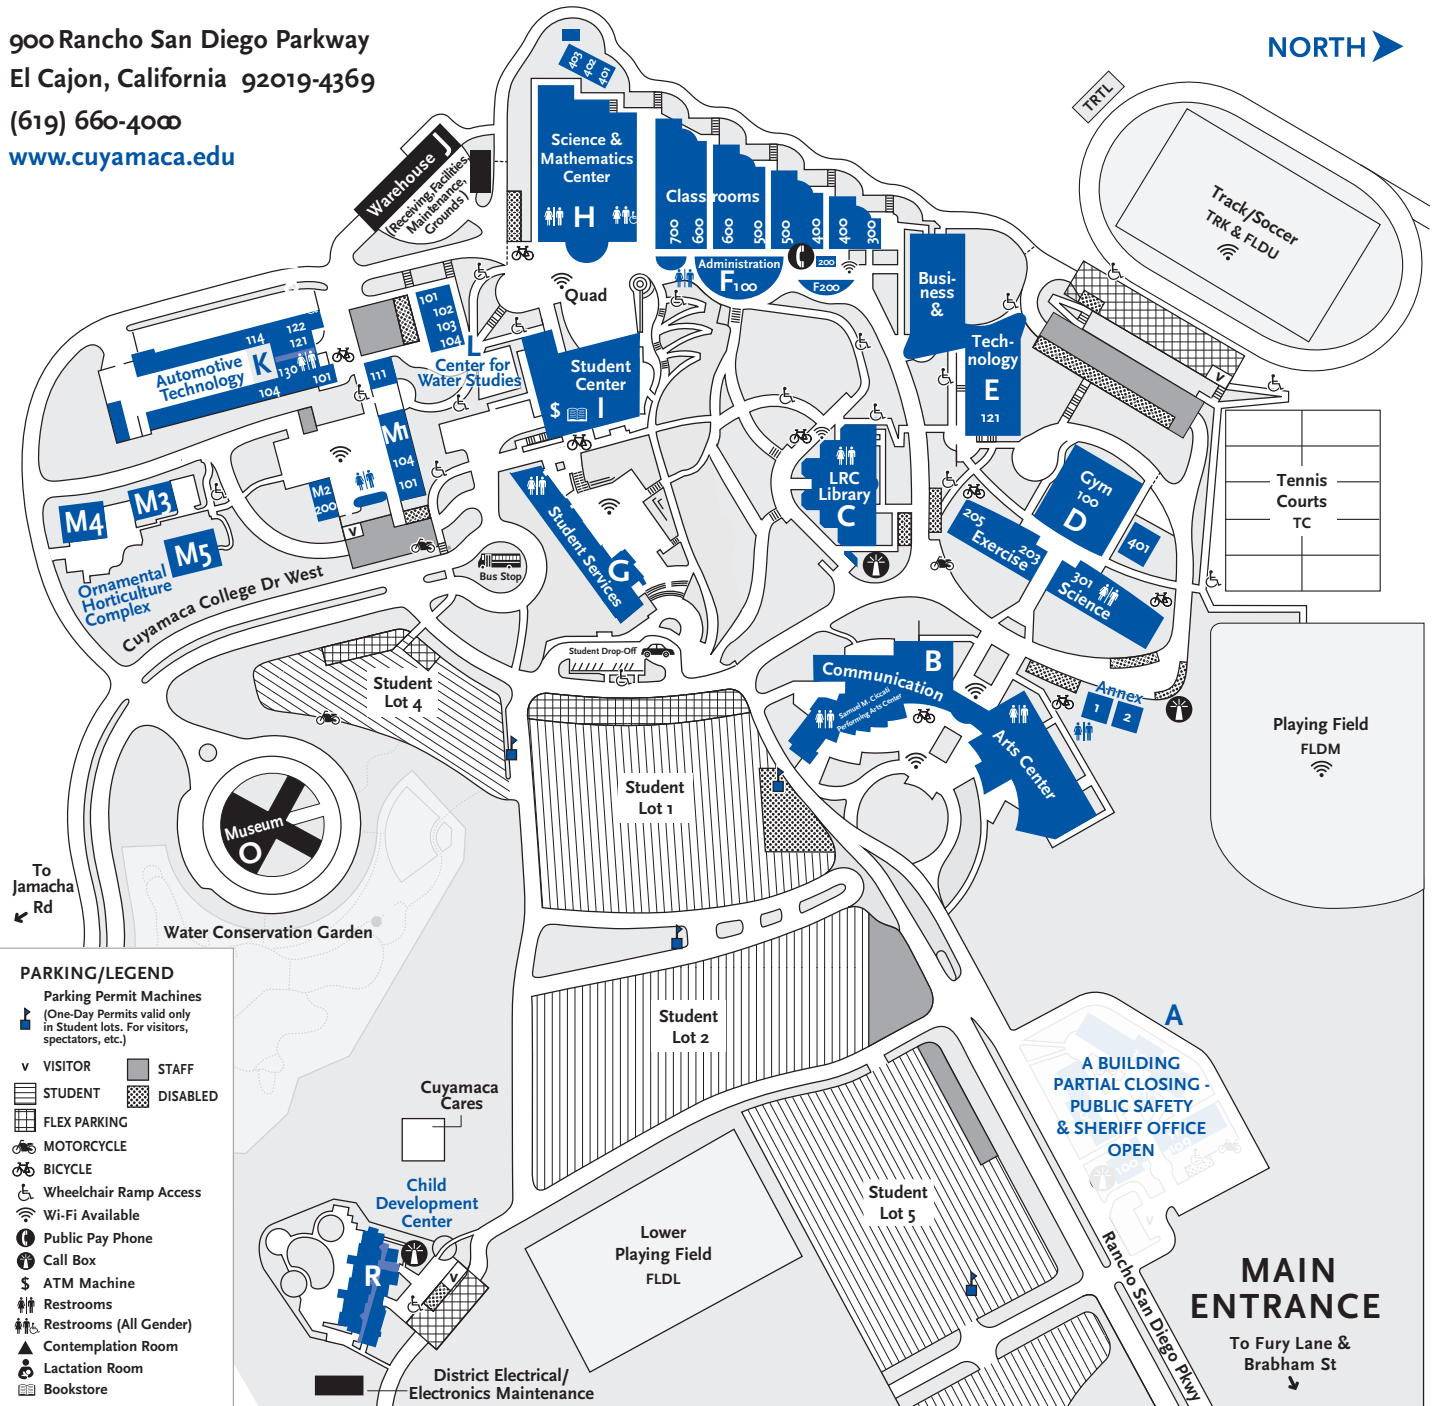 900 Rancho San Diego Parkway
El Cajon, California 92019-4369
(619) 660-4000
www.cuyamaca.edu
NORTH
403
402
401
TRTL
Warehouse J
(Receiving, Facilities,
Maintenance,
Grounds)
Science &
Mathematics
Center
H
Classrooms
700
600
600
500
500
400
400
300
Administration
F100
200
F200
Quad
Busi-
ness
&
Tech-
nology
E
121
Track/Soccer
TRK & FLDU
V
101
102
103
104
L
Center for
Water Studies
114
122
121
Automotive
Technology
K
130
101
104
111
Student
Center
$
I
M1
104
101
M2
200
V
M3
M4
M5
Ornamental
Horticulture
Complex
Cuyamaca College Dr West
Bus Stop
Student Services
G
LRC
Library
C
Gym
100
D
401
205
203
Exercise
301
Science
Tennis
Courts
TC
Student Drop-Off
Student
Lot 4
B
Communication
Samuel M. Ciccati
Performing Arts Center
Arts Center
Annex
1
2
Playing Field
FLDM
Student
Lot 1
Museum
O
To
Jamacha
Rd
Water Conservation Garden
Student
Lot 2
A
A BUILDING
PARTIAL CLOSING -
PUBLIC SAFETY
& SHERIFF OFFICE
OPEN
100
109
V
Cuyamaca
Cares
Child
Development
Center
R
V
Student
Lot 5
Lower
Playing Field
FLDL
Rancho San Diego Pkwy
MAIN
ENTRANCE
To Fury Lane &
Brabham St
District Electrical/
Electronics Maintenance
PARKING/LEGEND
Parking Permit Machines
(One-Day Permits valid only
in Student lots. For visitors,
spectators, etc.)
V VISITOR
STAFF
STUDENT
DISABLED
FLEX PARKING
MOTORCYCLE
BICYCLE
Wheelchair Ramp Access
Wi-Fi Available
Public Pay Phone
Call Box
$ ATM Machine
Restrooms
Restrooms (All Gender)
Contemplation Room
Lactation Room
Bookstore